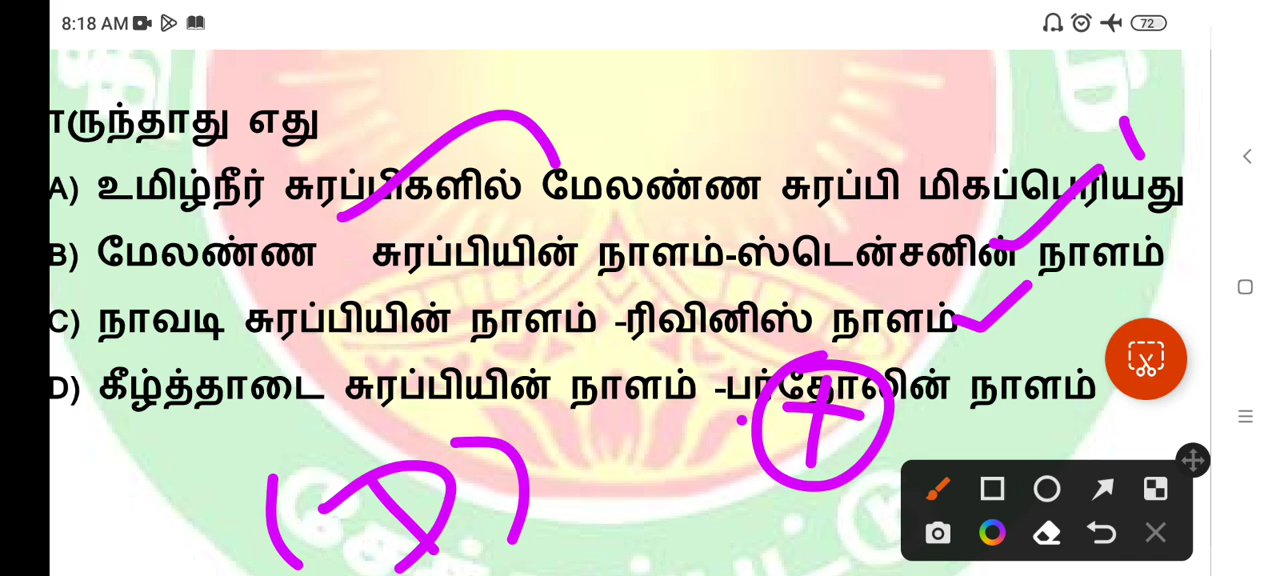 8:18 AM 72
ாருந்தாது எது
A) உமிழ்நீர் சுரப்பிகளில் மேலண்ண சுரப்பி மிகப்பெரியது
B) மேலண்ண சுரப்பியின் நாளம்-ஸ்டென்சனின் நாளம்
C) நாவடி சுரப்பியின் நாளம் -ரிவினிஸ் நாளம்
D) கீழ்த்தாடை சுரப்பியின் நாளம் -பர்தோலின் நாளம்